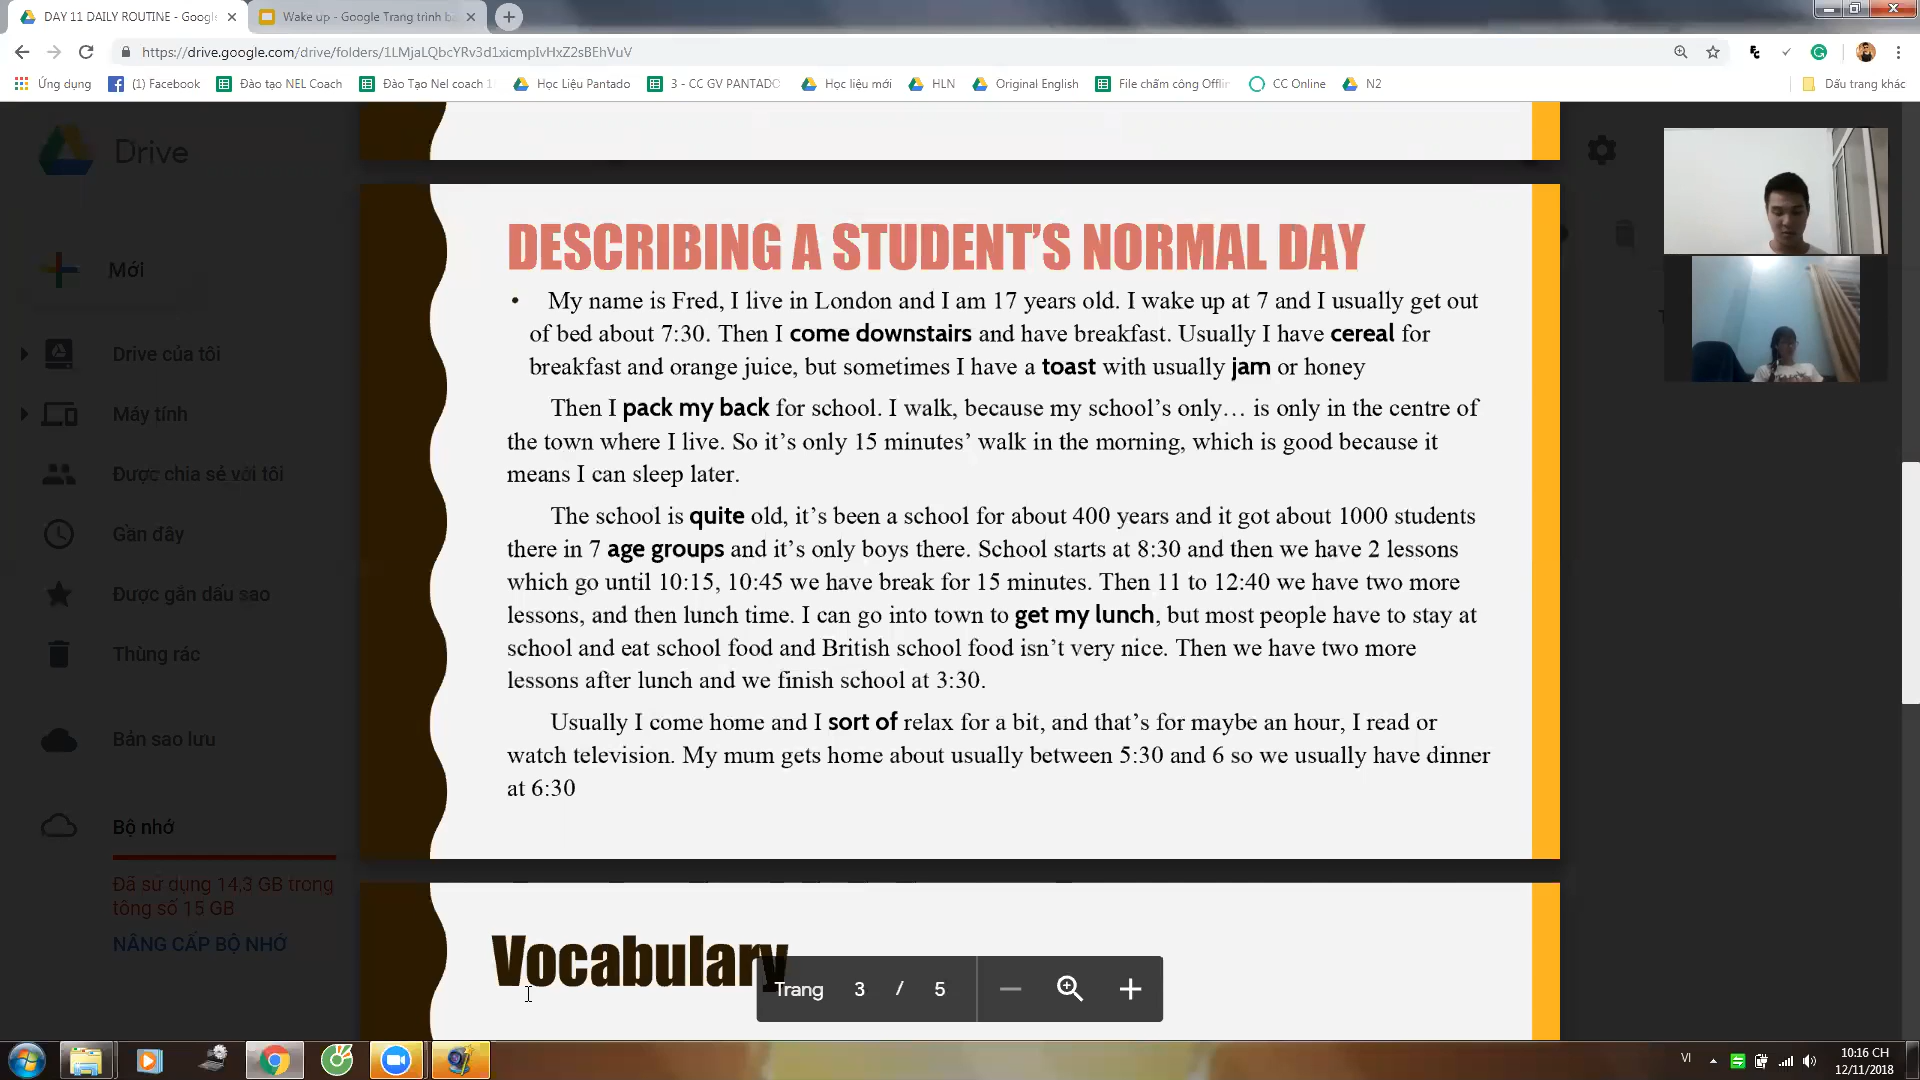 DAY 11 DAILY ROUTINE - Googl
Wake up - Google Trang trình b
https://drive.google.com/drive/folders/1LMjaLQbcYRv3d1xicmpIvHxZ2sBEhVuV
Ứng dụng
(1) Facebook
Đào tạo NEL Coach
Đào Tạo Nel coach 1
Học Liệu Pantado
3 - CC GV PANTADO
Học liệu mới
HLN
Original English
File chấm công Offlin
CC Online
N2
Dấu trang khác
Drive
Mới
Drive của tôi
Máy tính
Được chia sẻ với tôi
Gần đây
Được gắn dấu sao
Thùng rác
Bản sao lưu
Bộ nhớ
Đã sử dụng 14,3 GB trong
tổng số 15 GB
NÂNG CẤP BỘ NHỚ
DESCRIBING A STUDENT'S NORMAL DAY
• My name is Fred, I live in London and I am 17 years old. I wake up at 7 and I usually get out
of bed about 7:30. Then I come downstairs and have breakfast. Usually I have cereal for
breakfast and orange juice, but sometimes I have a toast with usually jam or honey
Then I pack my back for school. I walk, because my school's only… is only in the centre of
the town where I live. So it's only 15 minutes' walk in the morning, which is good because it
means I can sleep later.
The school is quite old, it's been a school for about 400 years and it got about 1000 students
there in 7 age groups and it's only boys there. School starts at 8:30 and then we have 2 lessons
which go until 10:15, 10:45 we have break for 15 minutes. Then 11 to 12:40 we have two more
lessons, and then lunch time. I can go into town to get my lunch, but most people have to stay at
school and eat school food and British school food isn't very nice. Then we have two more
lessons after lunch and we finish school at 3:30.
Usually I come home and I sort of relax for a bit, and that's for maybe an hour, I read or
watch television. My mum gets home about usually between 5:30 and 6 so we usually have dinner
at 6:30
Vocabulary
Trang 3 / 5
VI
10:16 CH
12/11/2018